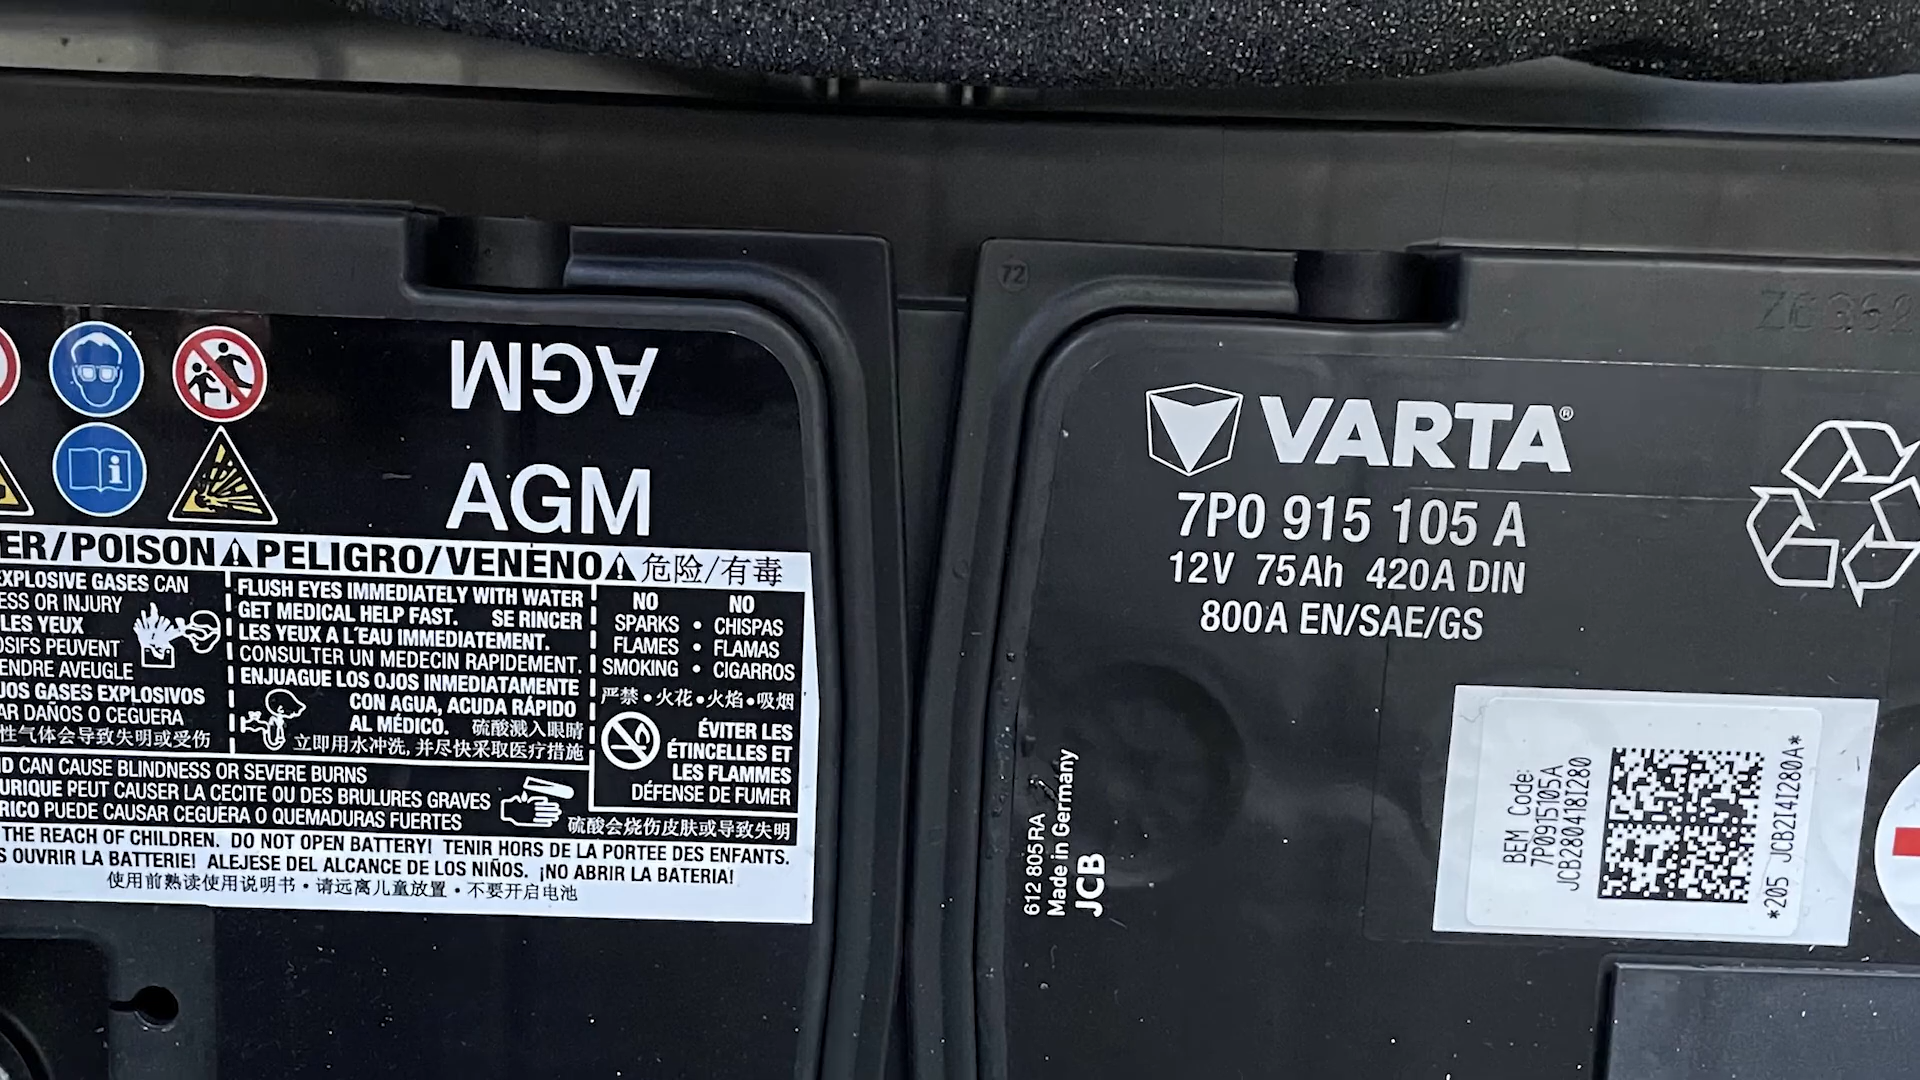 AGM
AGM
ER/POISON⚠PELIGRO/VENENO⚠危险/有毒
EXPLOSIVE GASES CAN
ESS OR INJURY
LES YEUX
OSIFS PEUVENT
ENDRE AVEUGLE
JOS GASES EXPLOSIVOS
AR DAÑOS O CEGUERA
性气体会导致失明或受伤
FLUSH EYES IMMEDIATELY WITH WATER
GET MEDICAL HELP FAST. SE RINCER
LES YEUX A L'EAU IMMEDIATEMENT.
CONSULTER UN MEDECIN RAPIDEMENT.
ENJUAGUE LOS OJOS INMEDIATAMENTE
CON AGUA, ACUDA RÁPIDO
AL MÉDICO. 硫酸溅入眼睛
立即用水冲洗, 并尽快采取医疗措施
NO NO
SPARKS • CHISPAS
FLAMES • FLAMAS
SMOKING • CIGARROS
严禁•火花•火焰•吸烟
ÉVITER LES
ÉTINCELLES ET
LES FLAMMES
DÉFENSE DE FUMER
ID CAN CAUSE BLINDNESS OR SEVERE BURNS
URIQUE PEUT CAUSER LA CECITE OU DES BRULURES GRAVES
RICO PUEDE CAUSAR CEGUERA O QUEMADURAS FUERTES
硫酸会烧伤皮肤或导致失明
THE REACH OF CHILDREN. DO NOT OPEN BATTERY! TENIR HORS DE LA PORTEE DES ENFANTS.
S OUVRIR LA BATTERIE! ALEJESE DEL ALCANCE DE LOS NIÑOS. ¡NO ABRIR LA BATERIA!
使用前熟读使用说明书•请远离儿童放置•不要开启电池
72
VARTA®
7P0 915 105 A
12V 75Ah 420A DIN
800A EN/SAE/GS
612 805 RA
Made in Germany
JCB
BEM Code:
7P0915105A
JCB2804181280
*205 JCB2I4I280A*